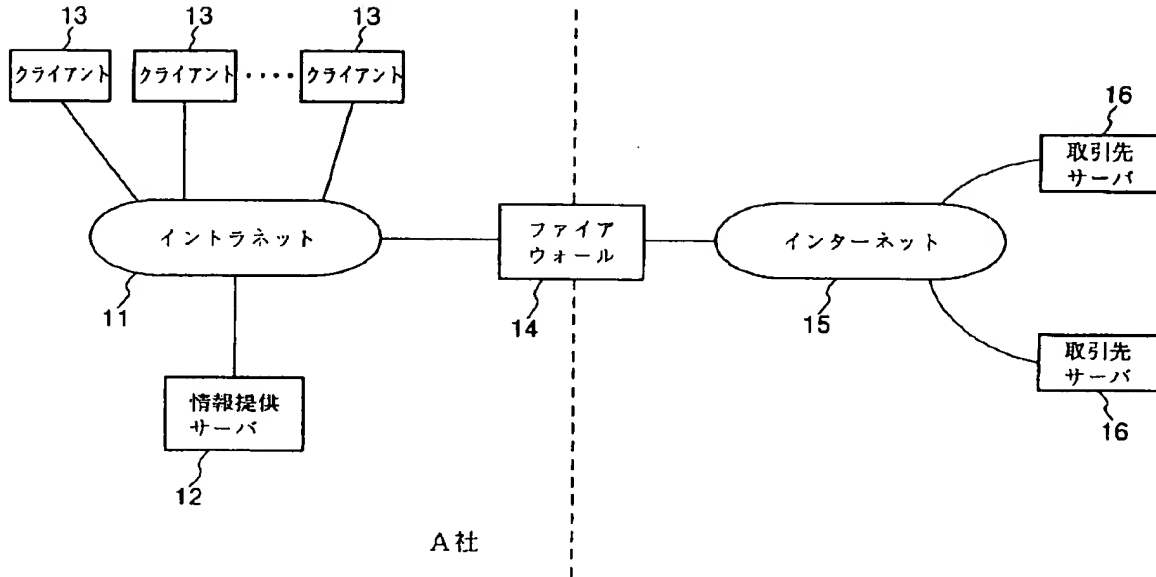 13
13
13
クライアント
クライアント
・・・・
クライアント
16
取引先
サーバ
イントラネット
ファイア
ウォール
インターネット
11
14
15
取引先
サーバ
16
情報提供
サーバ
12
A社